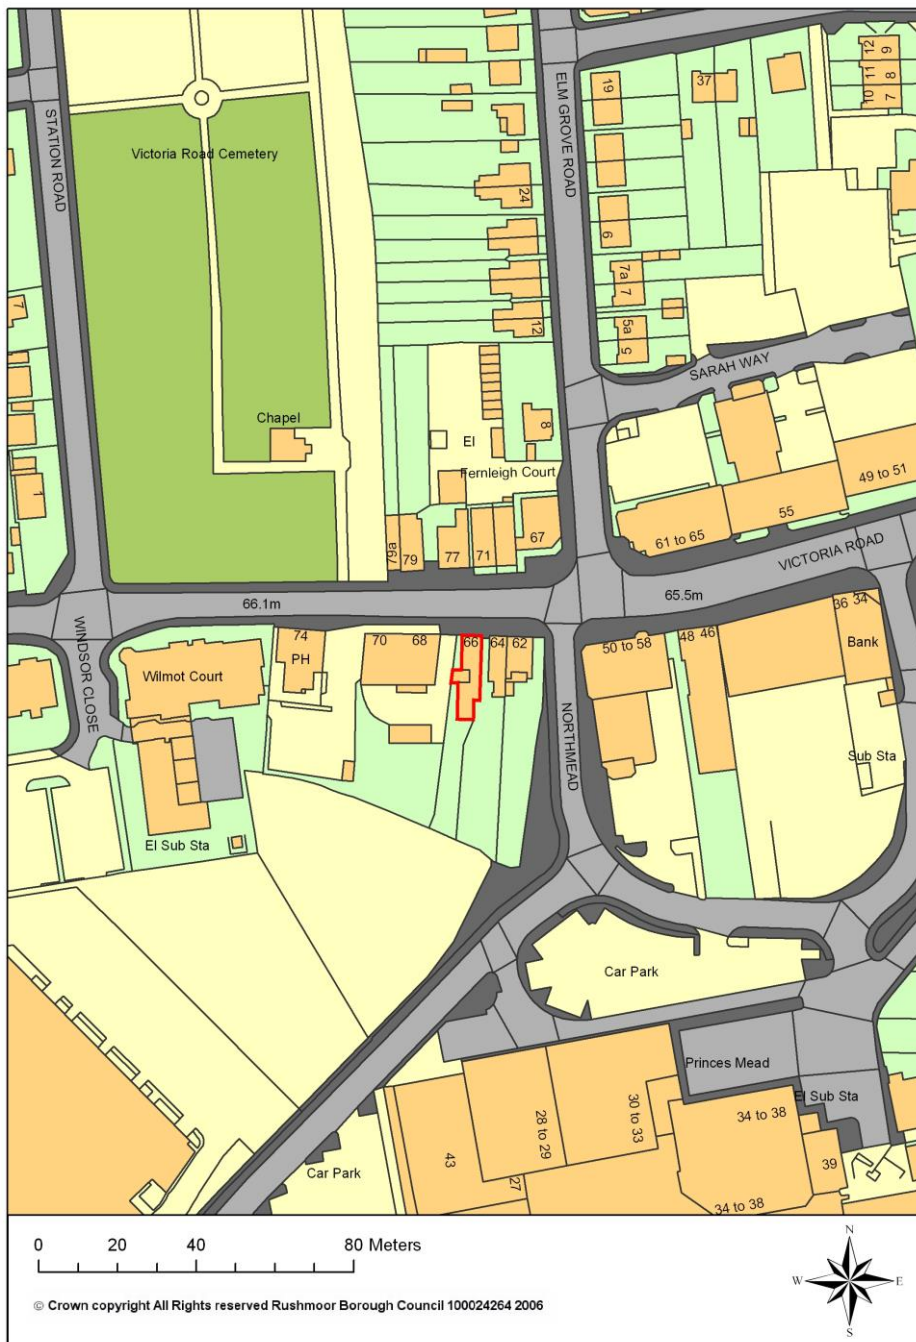 12
9
11
8
10
7
19
37
STATION ROAD
ELM GROVE ROAD
Victoria Road Cemetery
24
6
7a
7
7
12
5a
5
SARAH WAY
Chapel
8
El
Fernleigh Court
49 to 51
1
55
67
61 to 65
79a
79
77
71
VICTORIA ROAD
66.1m
65.5m
36
34
WINDSOR CLOSE
74
PH
70
68
66
64
62
50 to 58
48
46
Bank
Wilmot Court
NORTHMEAD
Sub Sta
El Sub Sta
Car Park
Princes Mead
El Sub Sta
30 to 33
34 to 38
28 to 29
43
39
Car Park
27
34 to 38
0
20
40
80 Meters
N
W
E
S
© Crown copyright All Rights reserved Rushmoor Borough Council 100024264 2006